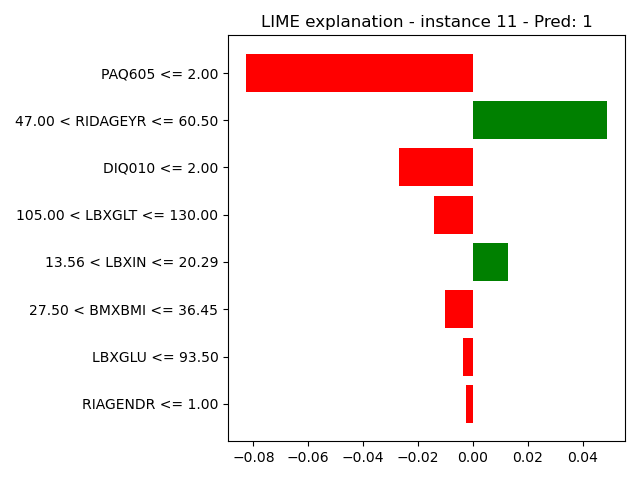 LIME explanation - instance 11 - Pred: 1
PAQ605 <= 2.00
47.00 < RIDAGEYR <= 60.50
DIQ010 <= 2.00
105.00 < LBXGLT <= 130.00
13.56 < LBXIN <= 20.29
27.50 < BMXBMI <= 36.45
LBXGLU <= 93.50
RIAGENDR <= 1.00
−0.08 −0.06 −0.04 −0.02 0.00 0.02 0.04